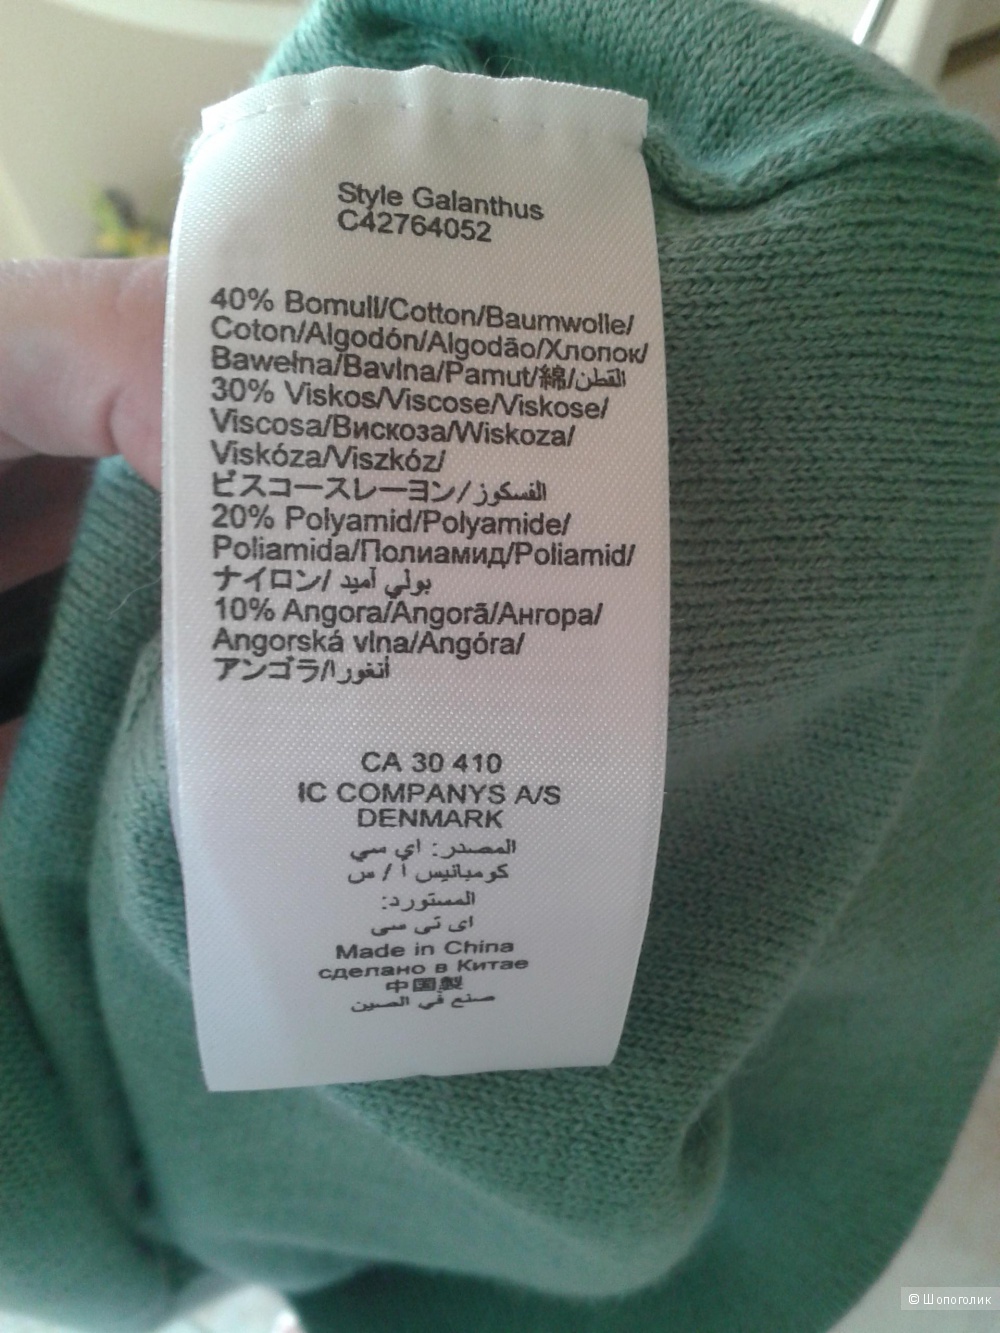 Style Galanthus
C42764052
40% Bomull/Cotton/Baumwolle/
Coton/Algodón/Algodão/Хлопок/
Bawełna/Bavlna/Pamut/綿/القطن
30% Viskos/Viscose/Viskose/
Viscosa/Вискоза/Wiskoza/
Viskóza/Viszkóz/
ビスコースレーヨン/الفسكوز
20% Polyamid/Polyamide/
Poliamida/Полиамид/Poliamid/
ナイロン/بولي أميد
10% Angora/Angorā/Ангора/
Angorská vlna/Angóra/
アンゴラ/أنغورا
CA 30 410
IC COMPANYS A/S
DENMARK
المصدر: اي سي
كومبانيس ا / س
المستورد:
اى تى سى
Made in China
сделано в Китае
中国製
صنع في الصين
© Шопоголик